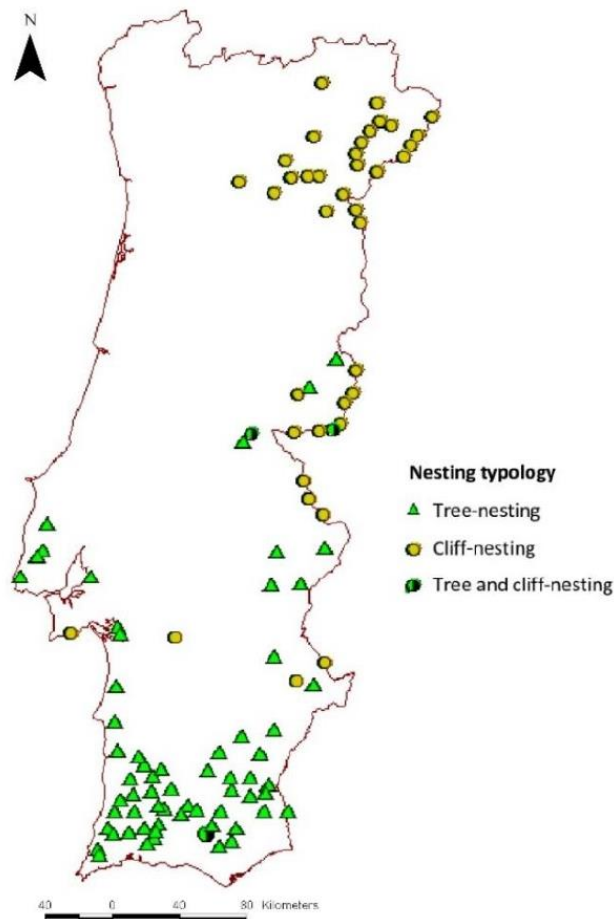 N
Nesting typology
Tree-nesting
Cliff-nesting
Tree and cliff-nesting
40 0 40 80 Kilometers